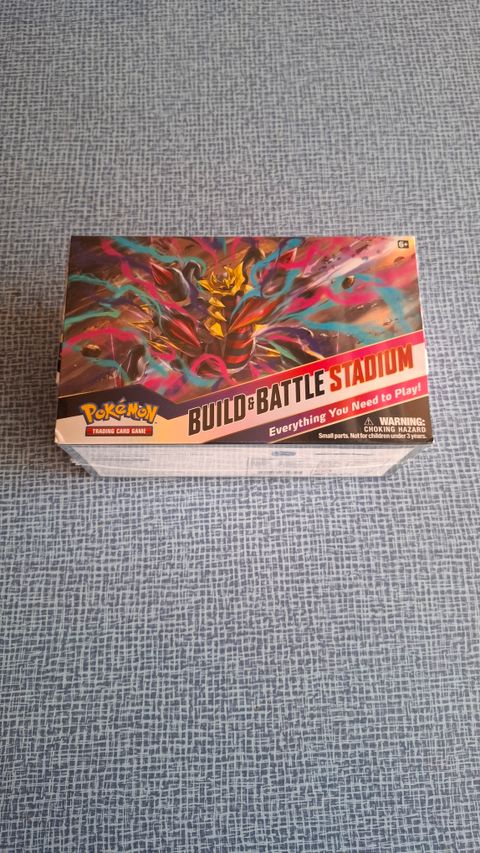 6+
BUILD & BATTLE STADIUM
Everything You Need to Play!
Pokémon
TRADING CARD GAME
WARNING:
CHOKING HAZARD
Small parts. Not for children under 3 years.